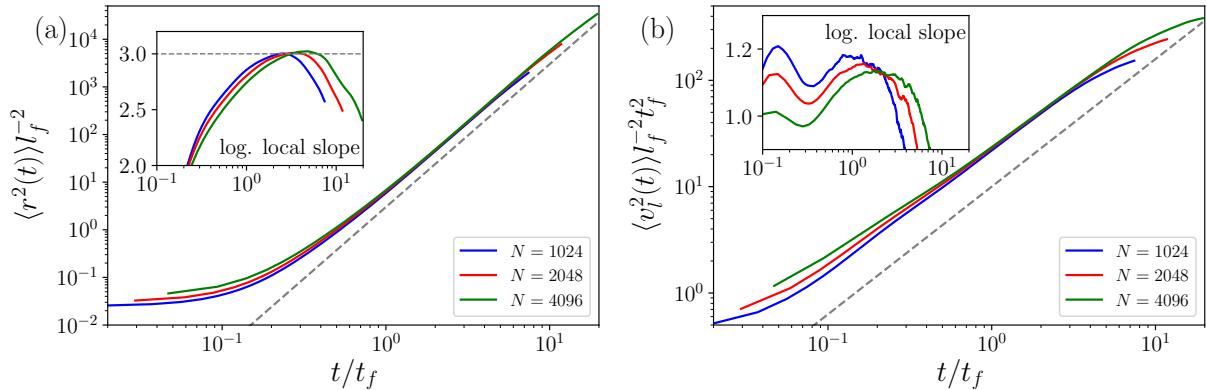 (a)
⟨r²(t)⟩l_f⁻²
10⁴
10³
10²
10¹
10⁰
10⁻¹
10⁻²
10⁻¹ 10⁰ 10¹
t/t_f
3.0
2.5
2.0
log. local slope
10⁻¹ 10⁰ 10¹
N = 1024
N = 2048
N = 4096
(b)
⟨v_l²(t)⟩l_f⁻²t_f²
10²
10¹
10⁰
10⁻¹ 10⁰ 10¹
t/t_f
log. local slope
1.2
1.0
10⁻¹ 10⁰ 10¹
N = 1024
N = 2048
N = 4096